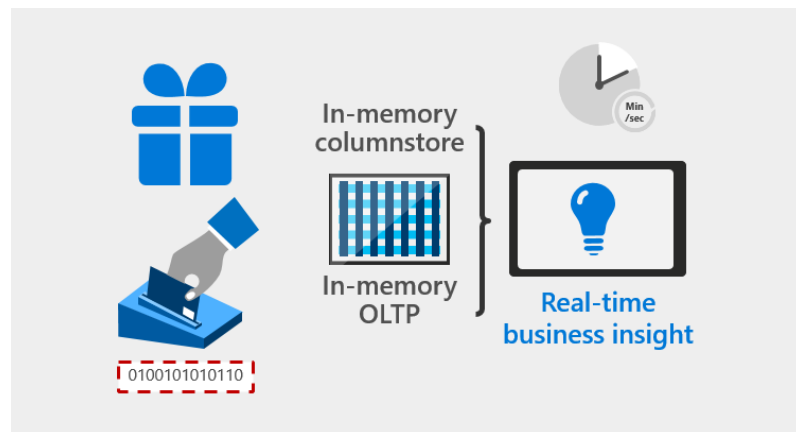 In-memory
columnstore
In-memory
OLTP
0100101010110
Min
/sec
Real-time
business insight